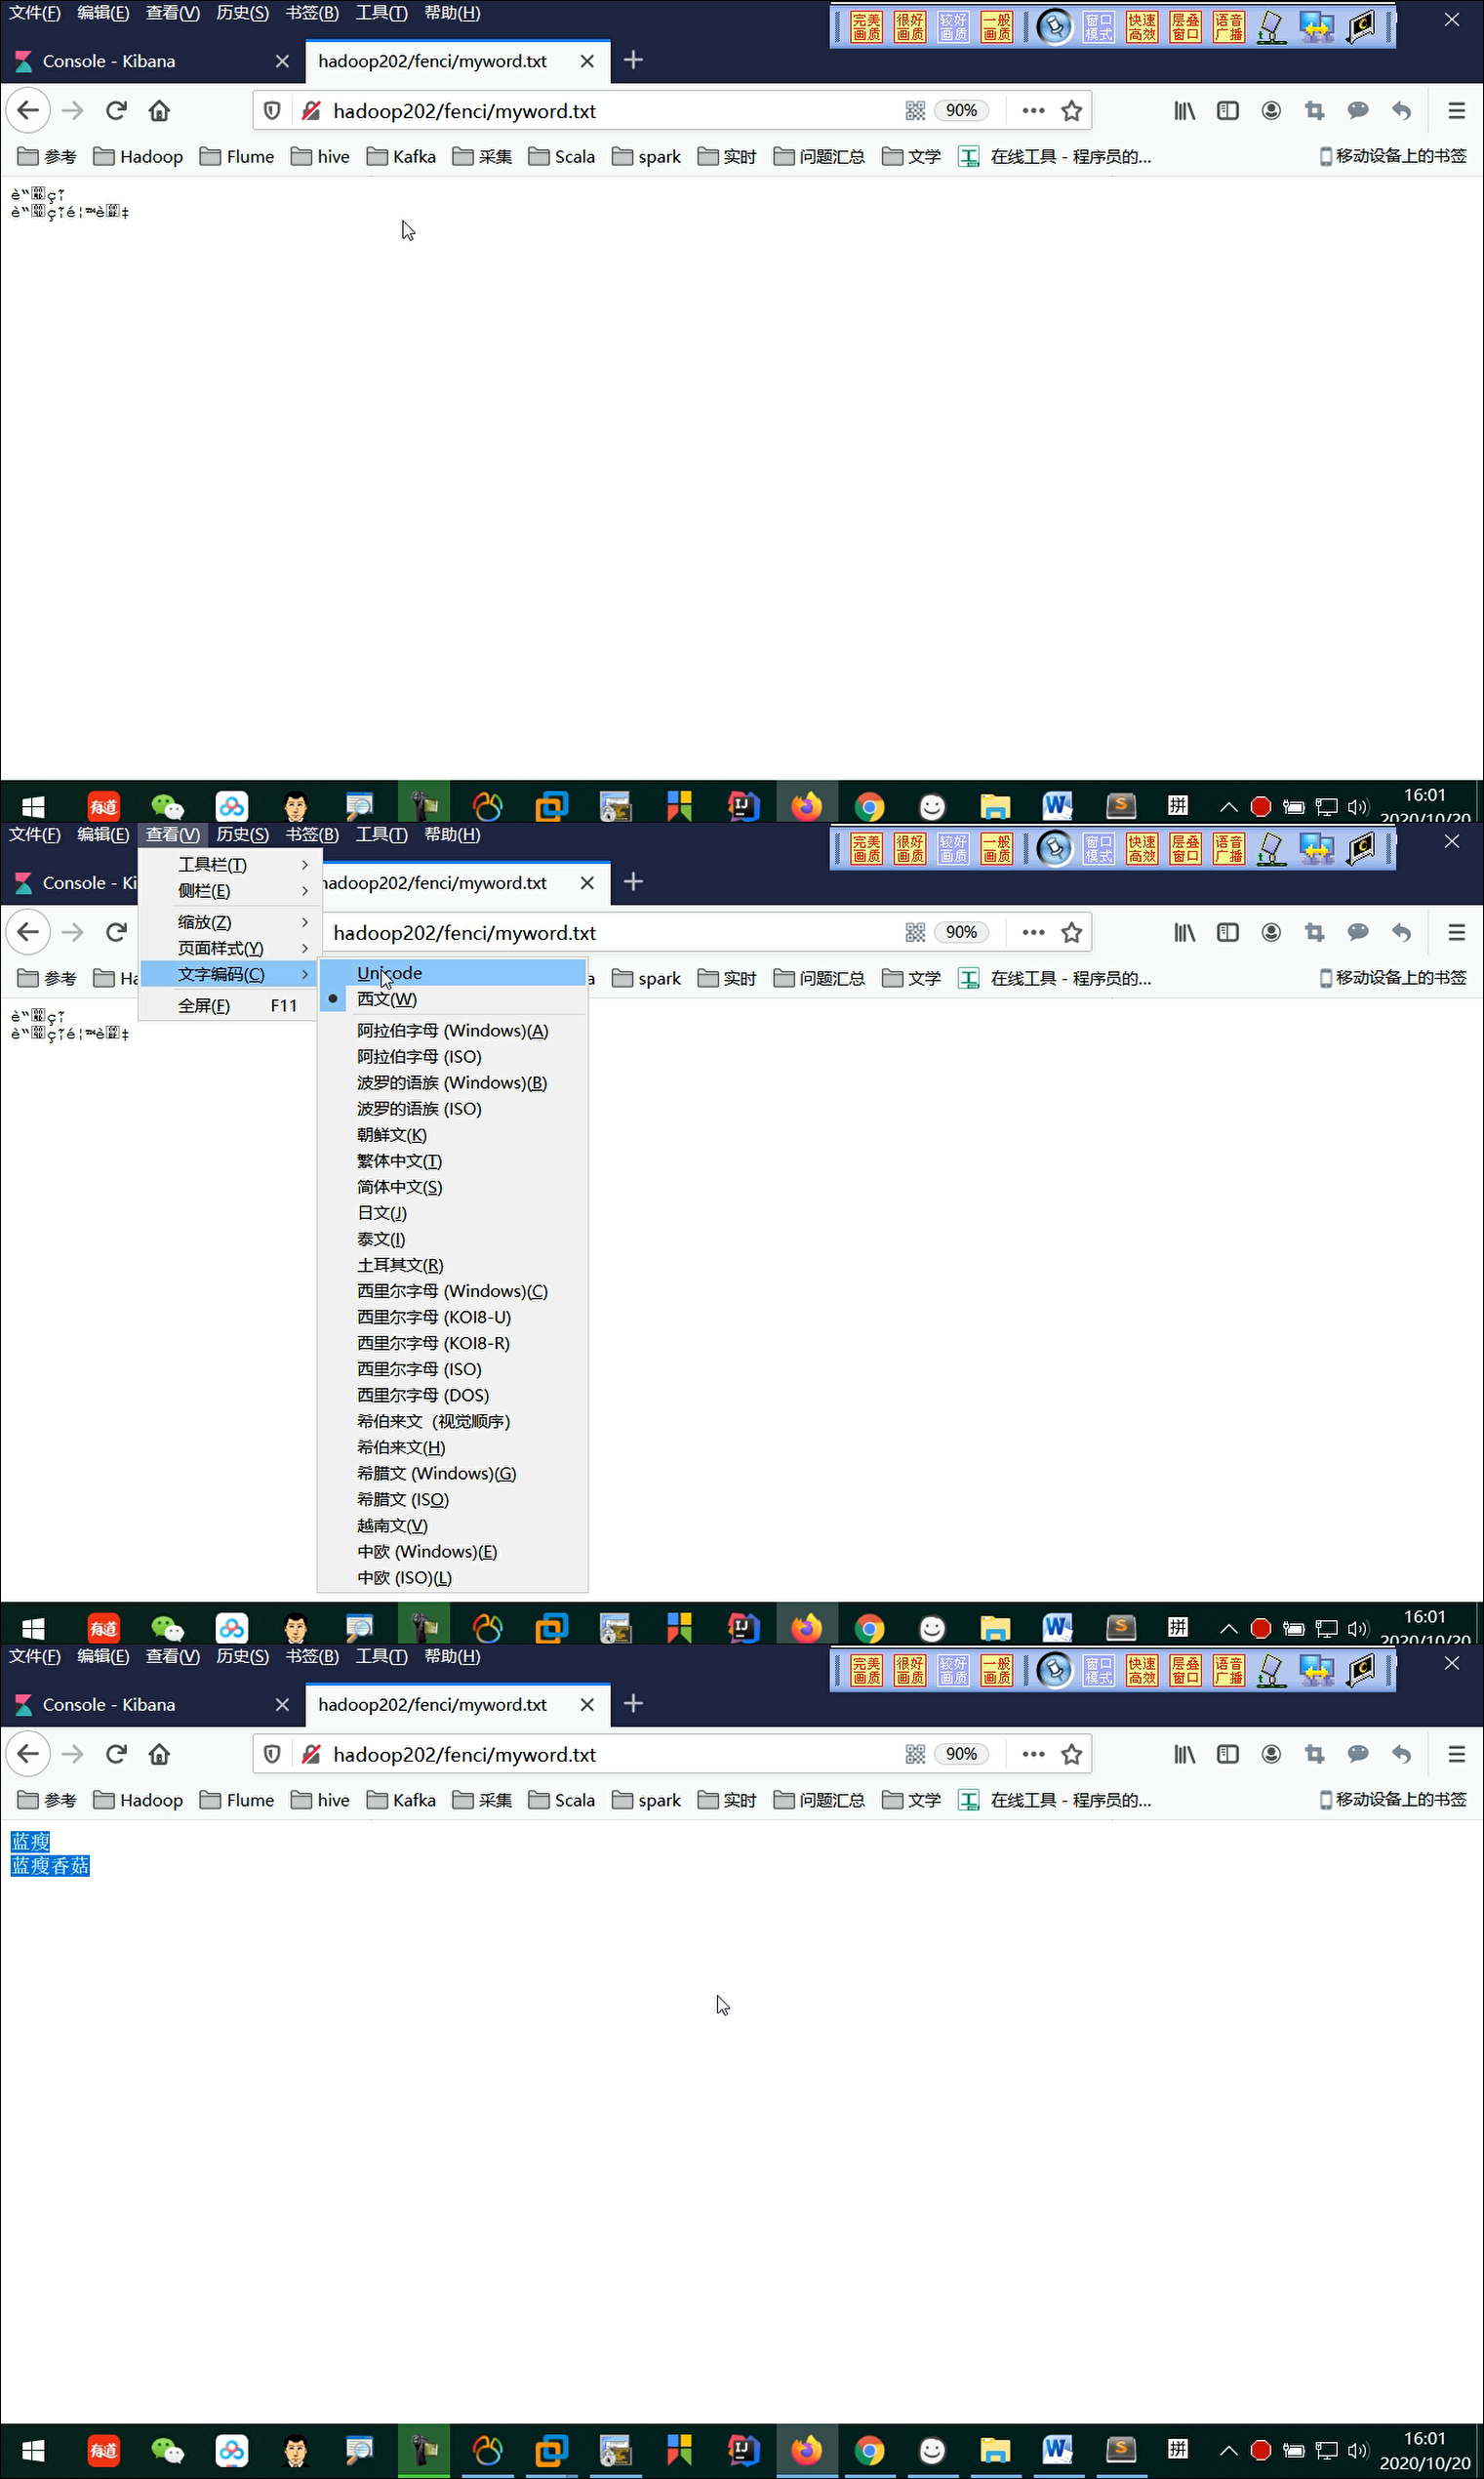 文件(F) 编辑(E) 查看(V) 历史(S) 书签(B) 工具(T) 帮助(H)
完美画质 很好画质 较好画质 一般画质 窗口模式 快速高效 层叠窗口 语音广播
Console - Kibana hadoop202/fenci/myword.txt
hadoop202/fenci/myword.txt 90%
参考 Hadoop Flume hive Kafka 采集 Scala spark 实时 问题汇总 文学 在线工具 - 程序员的... 移动设备上的书签
有道 拼 16:01
2020/10/20
文件(F) 编辑(E) 查看(V) 历史(S) 书签(B) 工具(T) 帮助(H)
完美画质 很好画质 较好画质 一般画质 窗口模式 快速高效 层叠窗口 语音广播
Console - Ki hadoop202/fenci/myword.txt
hadoop202/fenci/myword.txt 90%
参考 Ha a spark 实时 问题汇总 文学 在线工具 - 程序员的... 移动设备上的书签
工具栏(T)
侧栏(E)
缩放(Z)
页面样式(Y)
文字编码(C)
全屏(F) F11
Unicode
西文(W)
阿拉伯字母 (Windows)(A)
阿拉伯字母 (ISO)
波罗的语族 (Windows)(B)
波罗的语族 (ISO)
朝鲜文(K)
繁体中文(T)
简体中文(S)
日文(J)
泰文(I)
土耳其文(R)
西里尔字母 (Windows)(C)
西里尔字母 (KOI8-U)
西里尔字母 (KOI8-R)
西里尔字母 (ISO)
西里尔字母 (DOS)
希伯来文（视觉顺序）
希伯来文(H)
希腊文 (Windows)(G)
希腊文 (ISO)
越南文(V)
中欧 (Windows)(E)
中欧 (ISO)(L)
有道 拼 16:01
2020/10/20
文件(F) 编辑(E) 查看(V) 历史(S) 书签(B) 工具(T) 帮助(H)
完美画质 很好画质 较好画质 一般画质 窗口模式 快速高效 层叠窗口 语音广播
Console - Kibana hadoop202/fenci/myword.txt
hadoop202/fenci/myword.txt 90%
参考 Hadoop Flume hive Kafka 采集 Scala spark 实时 问题汇总 文学 在线工具 - 程序员的... 移动设备上的书签
蓝瘦
蓝瘦香菇
有道 拼 16:01
2020/10/20